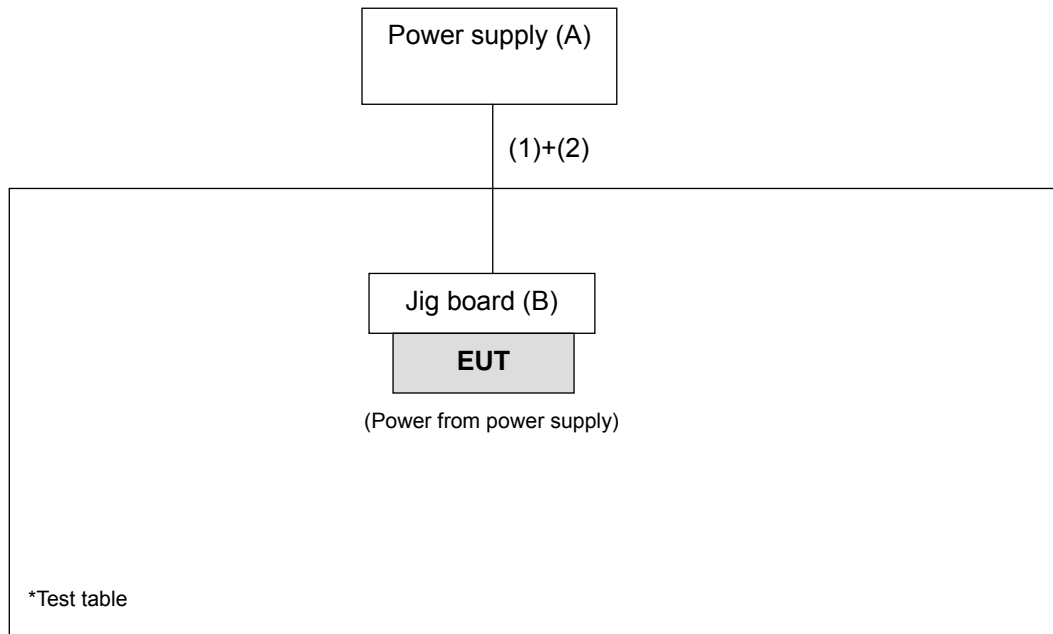 Power supply (A)
(1)+(2)
Jig board (B)
EUT
(Power from power supply)
*Test table